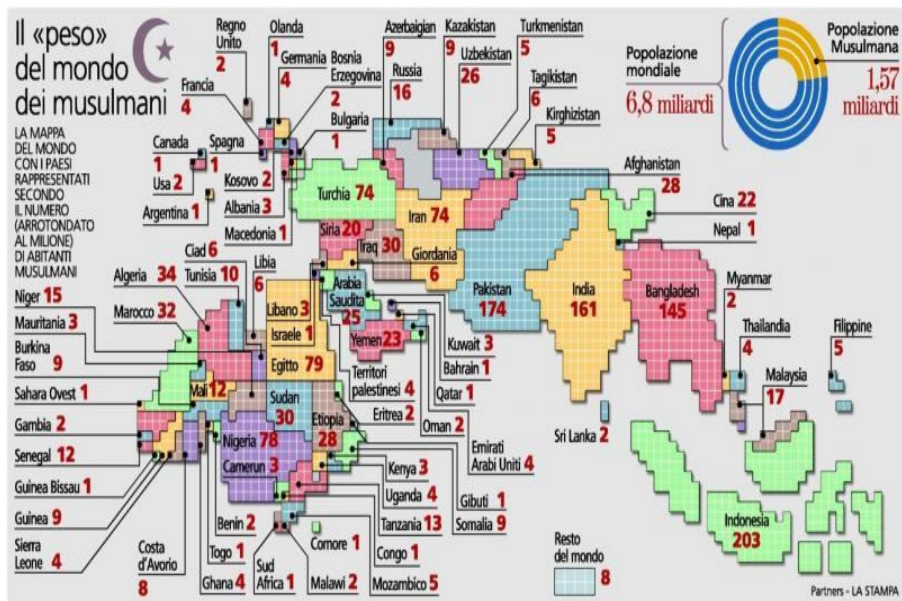 Il «peso»
del mondo
dei musulmani
LA MAPPA
DEL MONDO
CON I PAESI
RAPPRESENTATI
SECONDO
IL NUMERO
(ARROTONDATO
AL MILIONE)
DI ABITANTI
MUSULMANI
Regno
Unito
2
Olanda
1
Germania
4
Bosnia
Erzegovina
2
Francia
4
Bulgaria
1
Canada
1
Spagna
1
Usa 2
Kosovo 2
Argentina 1
Albania 3
Macedonia 1
Azerbaigian
9
Russia
16
Kazakistan
9
Uzbekistan
26
Turkmenistan
5
Tagikistan
6
Kirghizistan
5
Afghanistan
28
Popolazione
mondiale
6,8 miliardi
Popolazione
Musulmana
1,57
miliardi
Cina 22
Nepal 1
Turchia 74
Iran 74
Siria 20
Iraq 30
Giordania
6
Pakistan
174
India
161
Bangladesh
145
Myanmar
2
Thailandia
4
Filippine
5
Malaysia
17
Ciad 6
Libia
6
Algeria 34
Tunisia 10
Niger 15
Marocco 32
Mauritania 3
Burkina
Faso 9
Libano 3
Israele 1
Arabia
Saudita
25
Yemen 23
Kuwait 3
Bahrain 1
Qatar 1
Oman 2
Emirati
Arabi Uniti 4
Territori
palestinesi 4
Egitto
79
Sahara Ovest 1
Mali 12
Sudan
30
Etiopia
28
Eritrea 2
Gambia 2
Nigeria 78
Senegal 12
Camerun 3
Guinea Bissau 1
Guinea 9
Sierra
Leone 4
Costa
d'Avorio
8
Benin 2
Togo 1
Ghana 4
Sud
Africa 1
Malawi 2
Comore 1
Kenya 3
Uganda 4
Tanzania 13
Congo 1
Mozambico 5
Gibuti 1
Somalia 9
Sri Lanka 2
Indonesia
203
Resto
del mondo
8
Partners - LA STAMPA